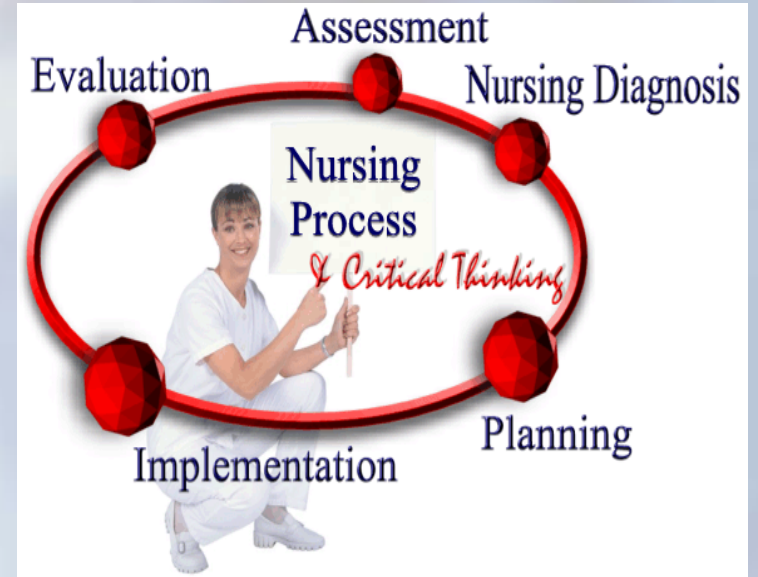 Assessment
Evaluation
Nursing Diagnosis
Nursing
Process
& Critical Thinking
Planning
Implementation